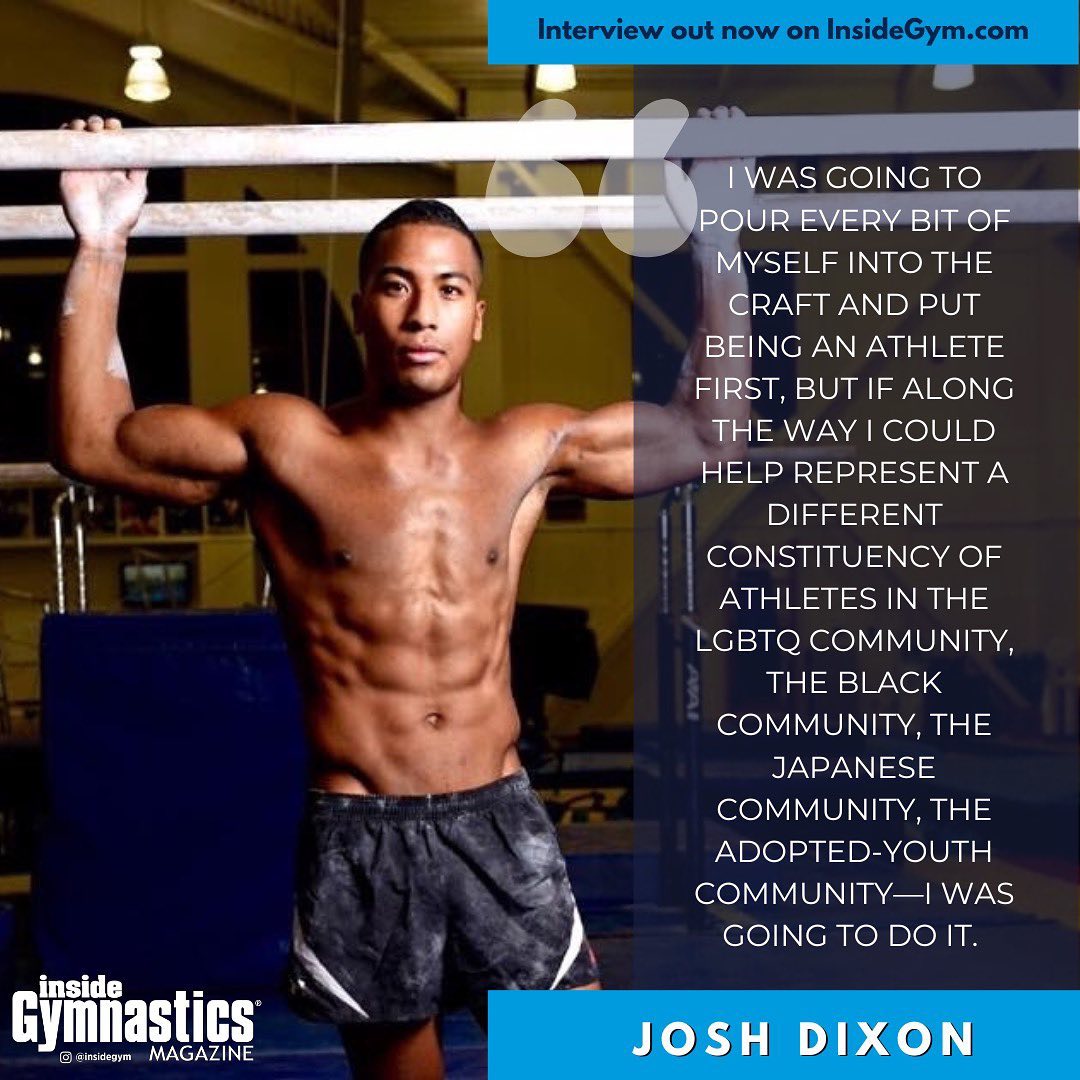 Interview out now on InsideGym.com
I WAS GOING TO
POUR EVERY BIT OF
MYSELF INTO THE
CRAFT AND PUT
BEING AN ATHLETE
FIRST, BUT IF ALONG
THE WAY I COULD
HELP REPRESENT A
DIFFERENT
CONSTITUENCY OF
ATHLETES IN THE
LGBTQ COMMUNITY,
THE BLACK
COMMUNITY, THE
JAPANESE
COMMUNITY, THE
ADOPTED-YOUTH
COMMUNITY—I WAS
GOING TO DO IT.
JOSH DIXON
inside
Gymnastics®
@insidegym MAGAZINE